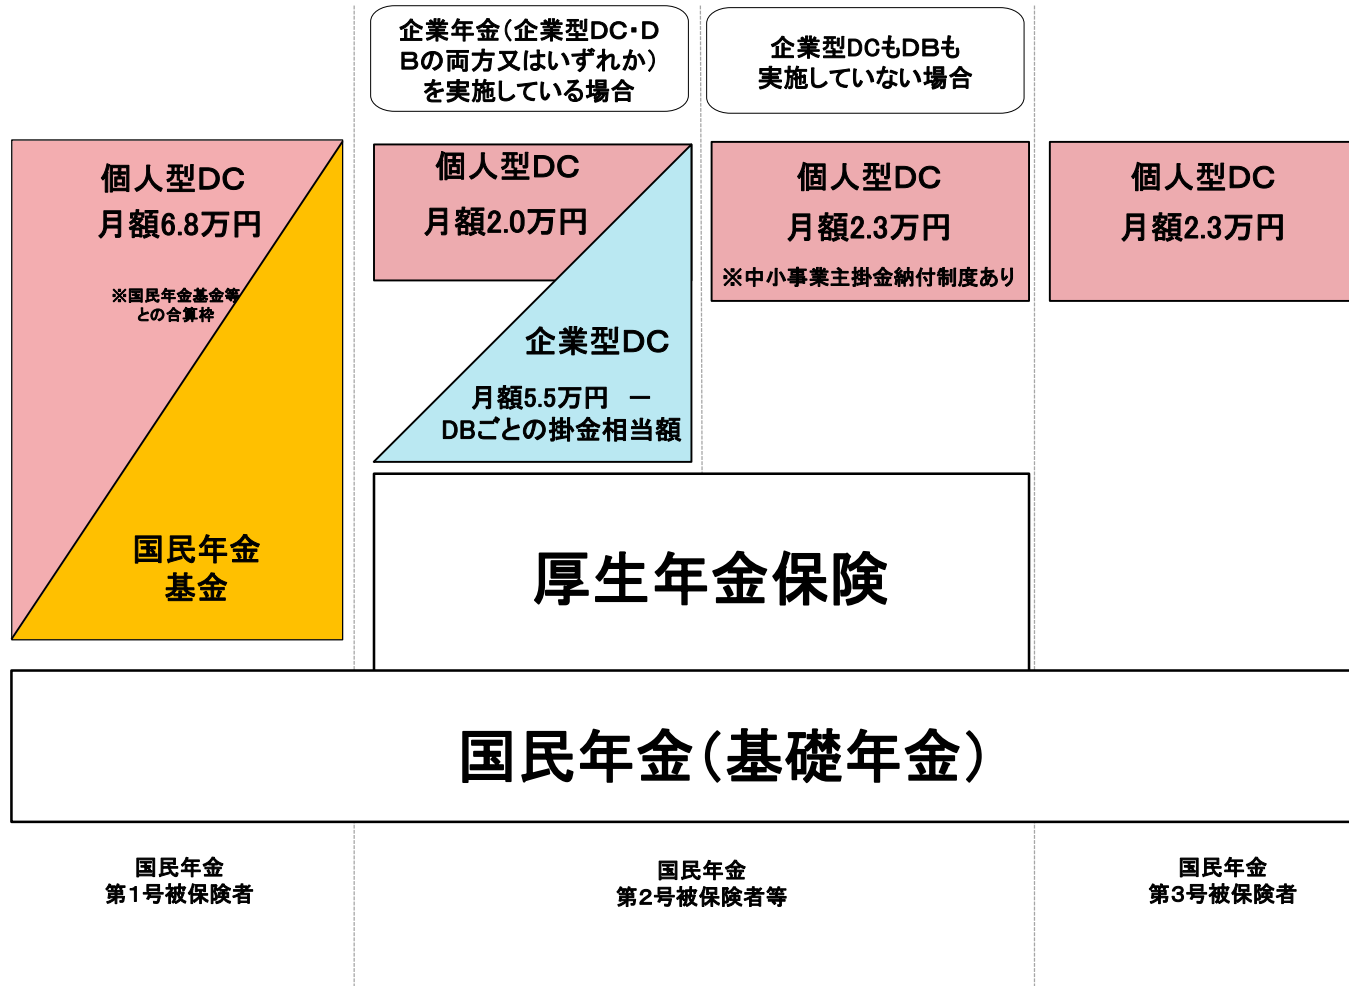 企業年金（企業型DC・D
Bの両方又はいずれか）
を実施している場合
企業型DCもDBも
実施していない場合
個人型DC
月額6.8万円
※国民年金基金等
との合算枠
国民年金
基金
個人型DC
月額2.0万円
企業型DC
月額5.5万円　－
DBごとの掛金相当額
個人型DC
月額2.3万円
※中小事業主掛金納付制度あり
個人型DC
月額2.3万円
厚生年金保険
国民年金（基礎年金）
国民年金
第1号被保険者
国民年金
第2号被保険者等
国民年金
第3号被保険者